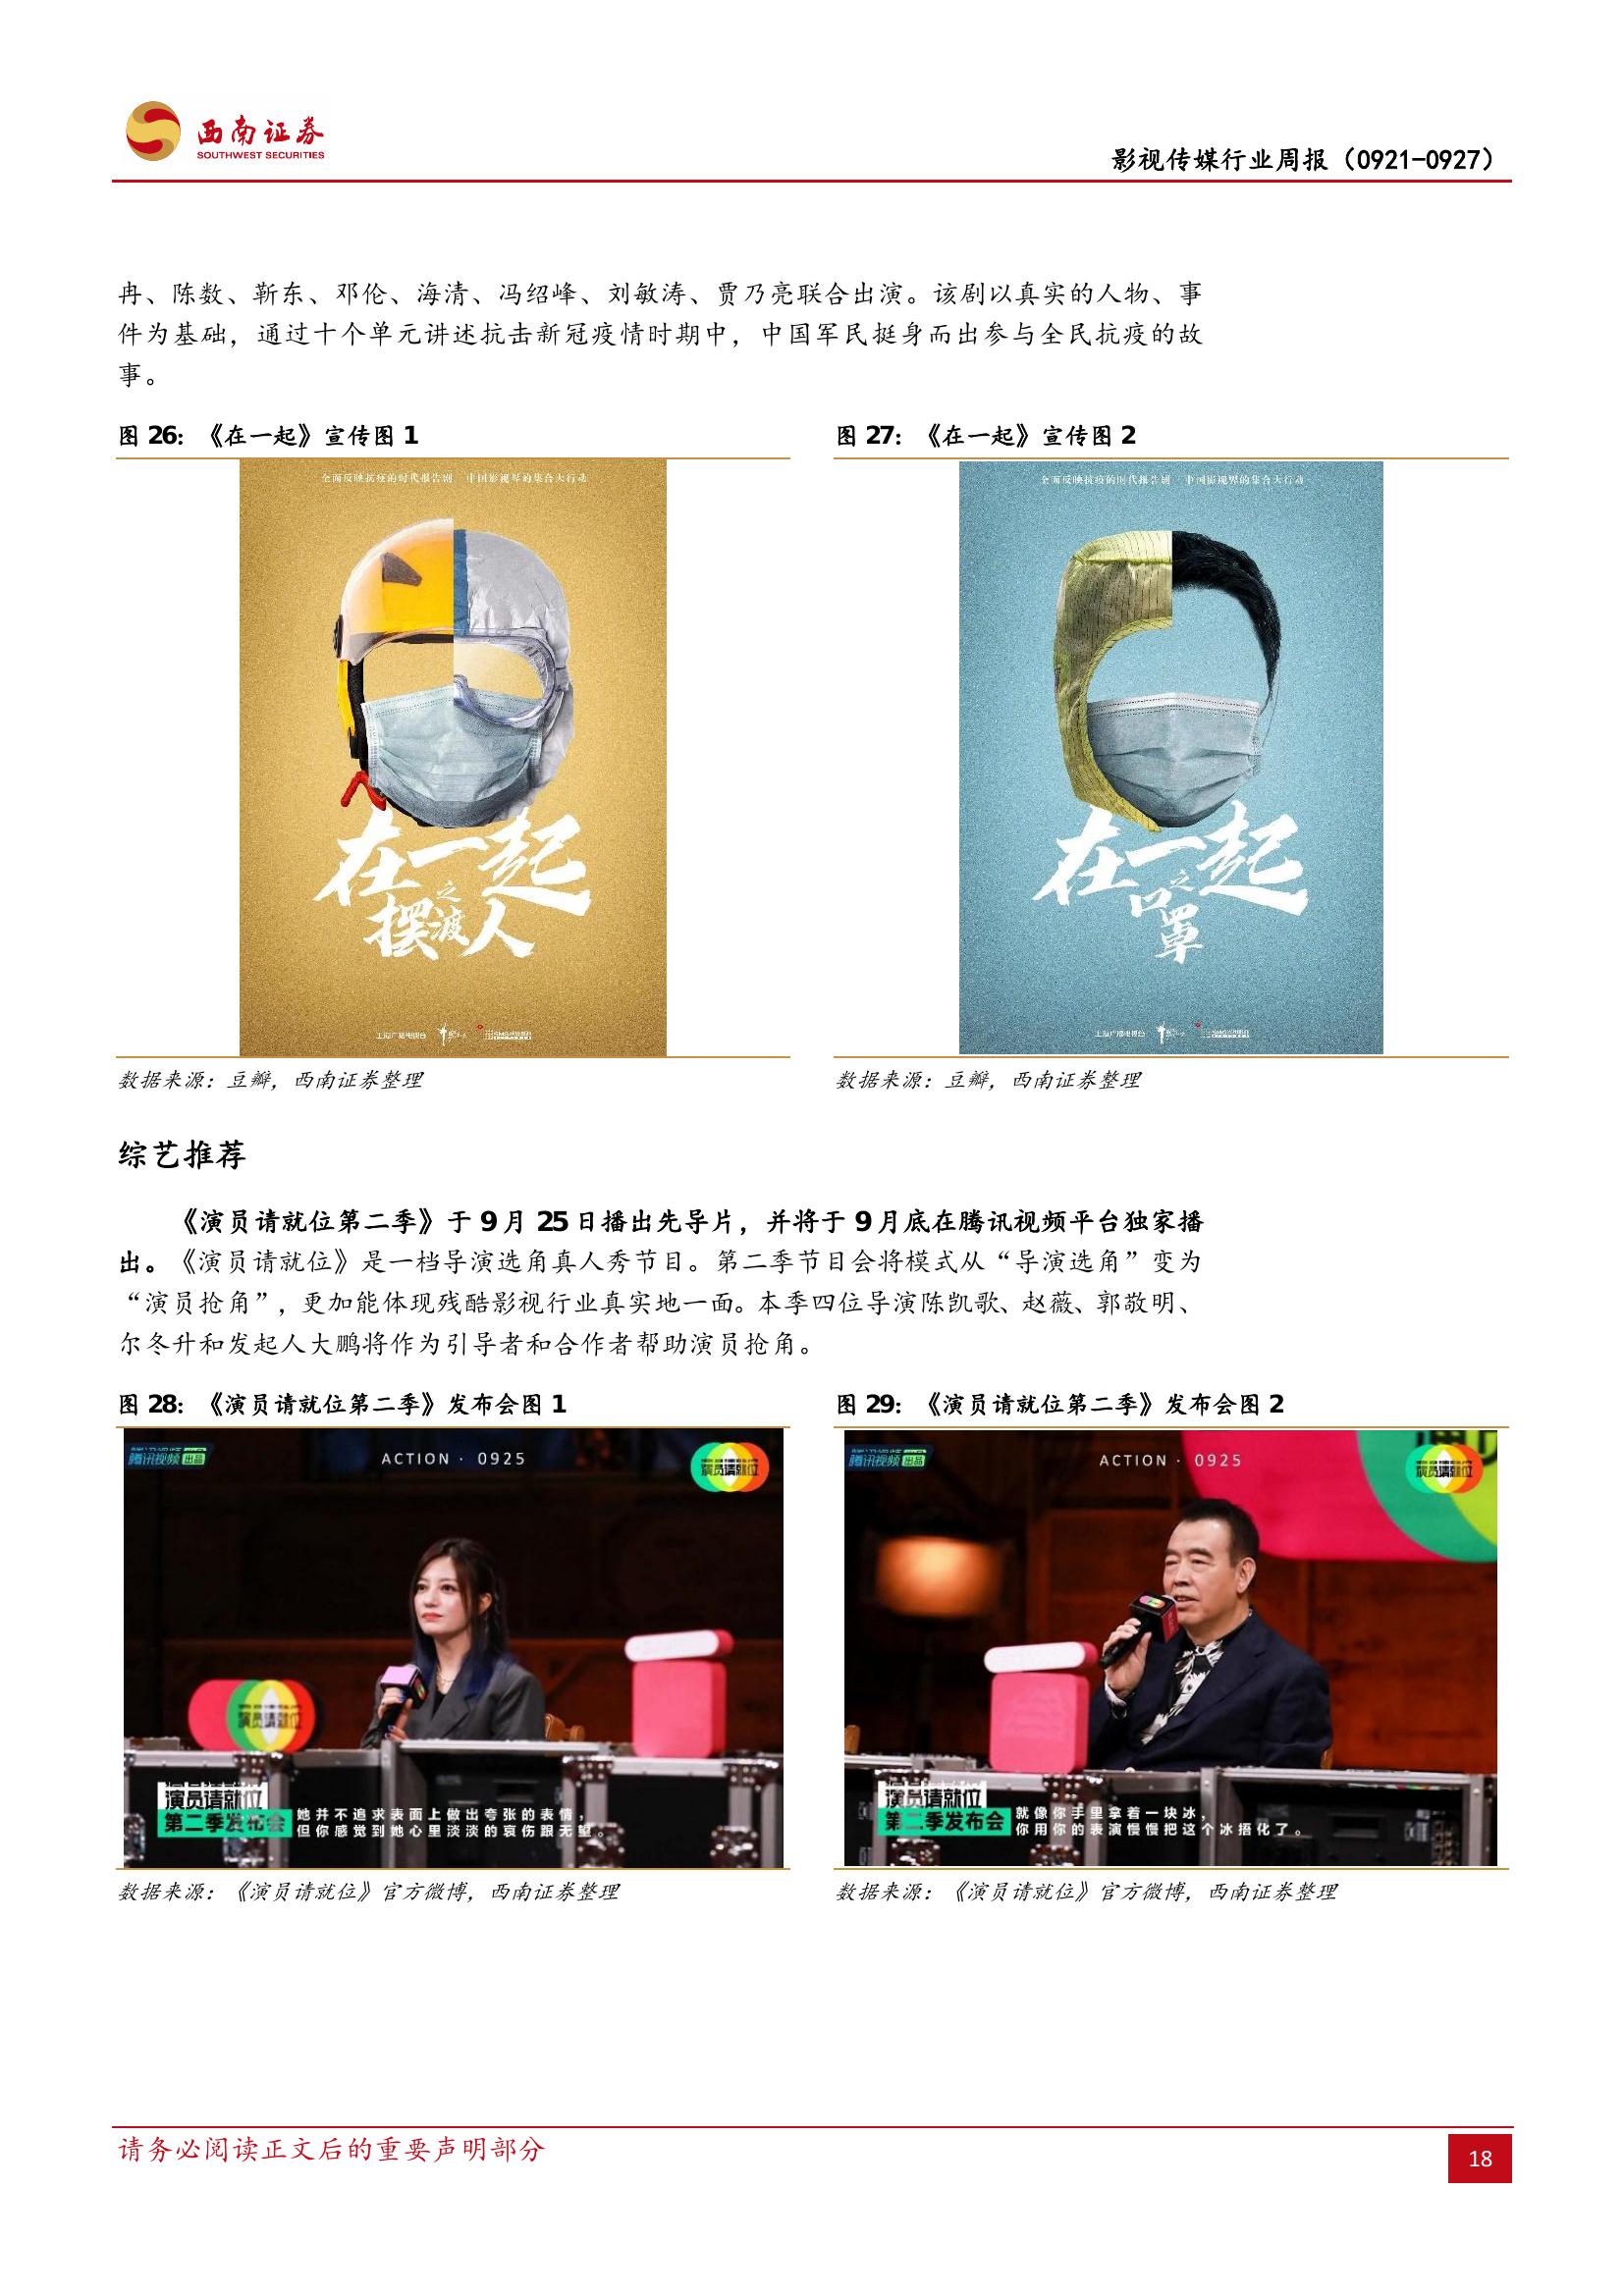 西南证券
SOUTHWEST SECURITIES
影视传媒行业周报（0921-0927）
冉、陈数、靳东、邓伦、海清、冯绍峰、刘敏涛、贾乃亮联合出演。该剧以真实的人物、事
件为基础，通过十个单元讲述抗击新冠疫情时期中，中国军民挺身而出参与全民抗疫的故
事。
图 26：《在一起》宣传图 1
全面反映抗疫的时代报告剧 中国影视界的集合大行动
在一起
之
摆渡人
上海广播电视台
数据来源：豆瓣，西南证券整理
图 27：《在一起》宣传图 2
全面反映抗疫的时代报告剧 中国影视界的集合大行动
在一起
之
口罩
上海广播电视台
数据来源：豆瓣，西南证券整理
综艺推荐
《演员请就位第二季》于 9 月 25 日播出先导片，并将于 9 月底在腾讯视频平台独家播
出。《演员请就位》是一档导演选角真人秀节目。第二季节目会将模式从“导演选角”变为
“演员抢角”，更加能体现残酷影视行业真实地一面。本季四位导演陈凯歌、赵薇、郭敬明、
尔冬升和发起人大鹏将作为引导者和合作者帮助演员抢角。
图 28：《演员请就位第二季》发布会图 1
腾讯视频 出品
ACTION · 0925
演员请就位
演员请就位
演员请就位
第二季发布会
她并不追求表面上做出夸张的表情，
但你感觉到她心里淡淡的哀伤跟无望。
数据来源：《演员请就位》官方微博，西南证券整理
图 29：《演员请就位第二季》发布会图 2
腾讯视频 出品
ACTION · 0925
演员请就位
演员请就位
第二季发布会
就像你手里拿着一块冰，
你用你的表演慢慢把这个冰捂化了。
数据来源：《演员请就位》官方微博，西南证券整理
请务必阅读正文后的重要声明部分
18